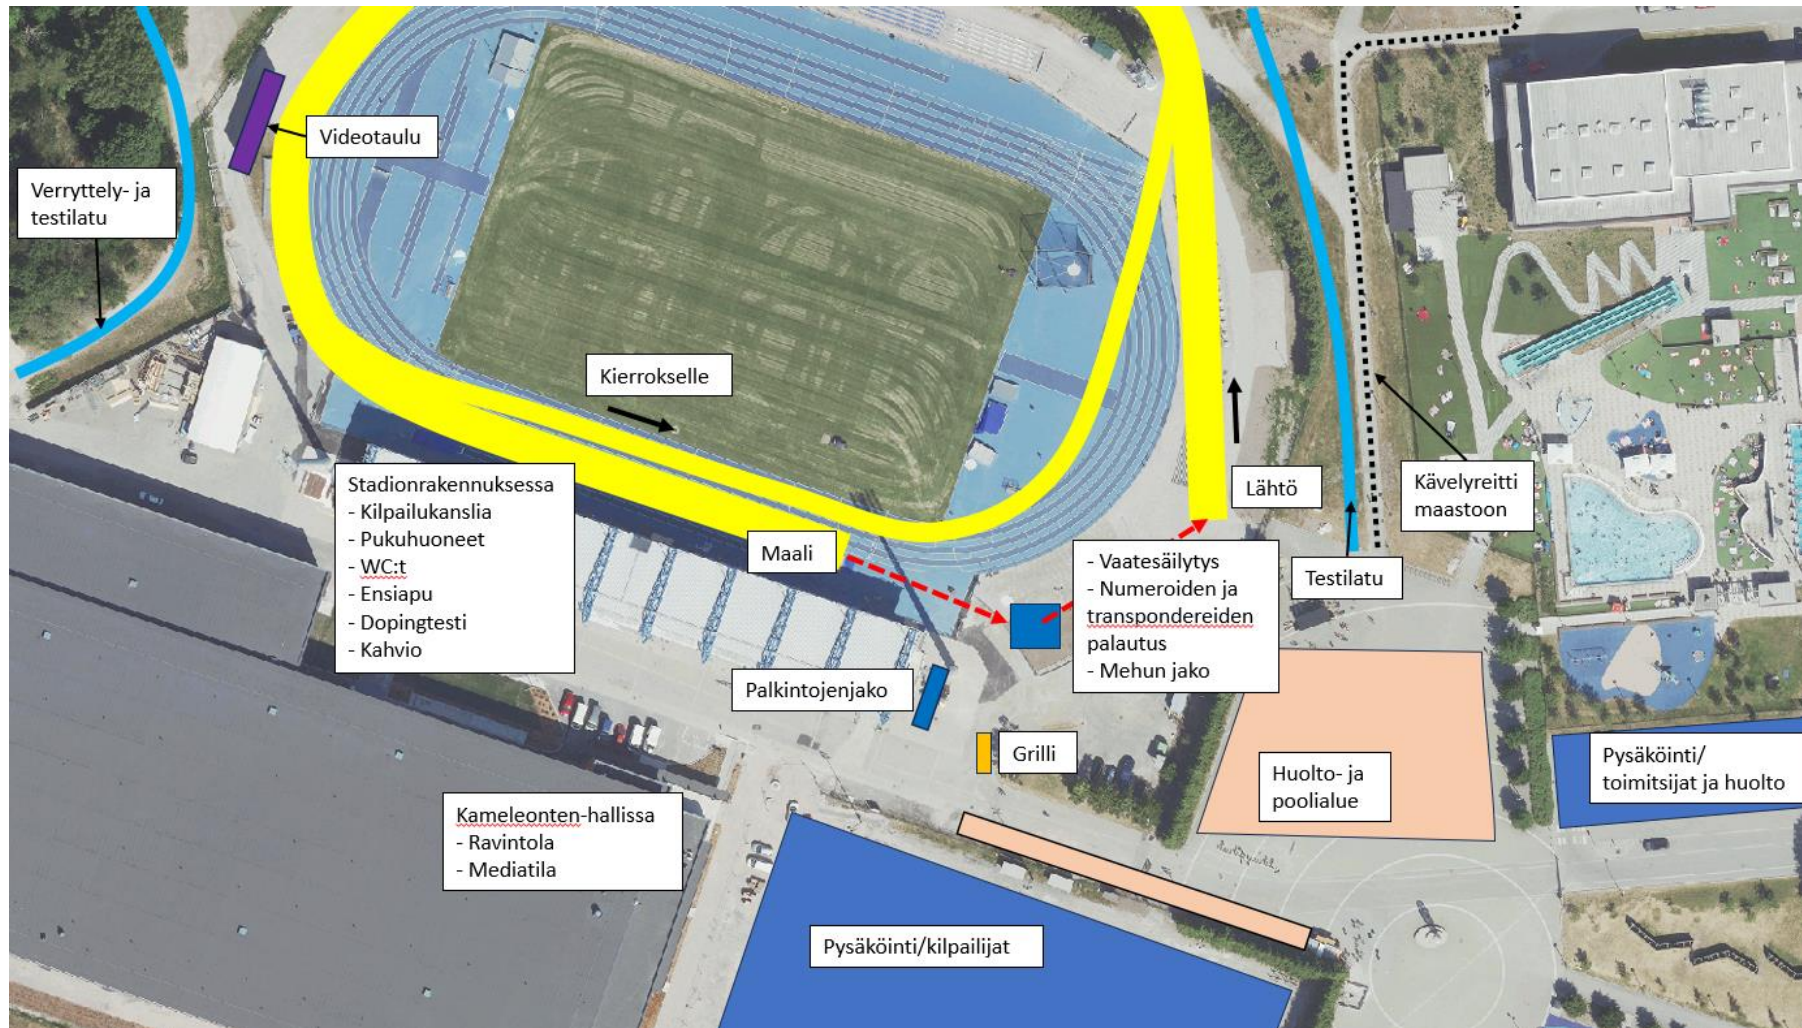 Videotaulu
Verryttely- ja
testilatu
Kierrokselle
Stadionrakennuksessa
- Kilpailukanslia
- Pukuhuoneet
- WC:t
- Ensiapu
- Dopingtesti
- Kahvio
Maali
Lähtö
Kävelyreitti
maastoon
Testilatu
- Vaatesäilytys
- Numeroiden ja
transpondereiden
palautus
- Mehun jako
Palkintojenjako
Grilli
Huolto- ja
poolialue
Pysäköinti/
toimitsijat ja huolto
Kameleonten-hallissa
- Ravintola
- Mediatila
Pysäköinti/kilpailijat